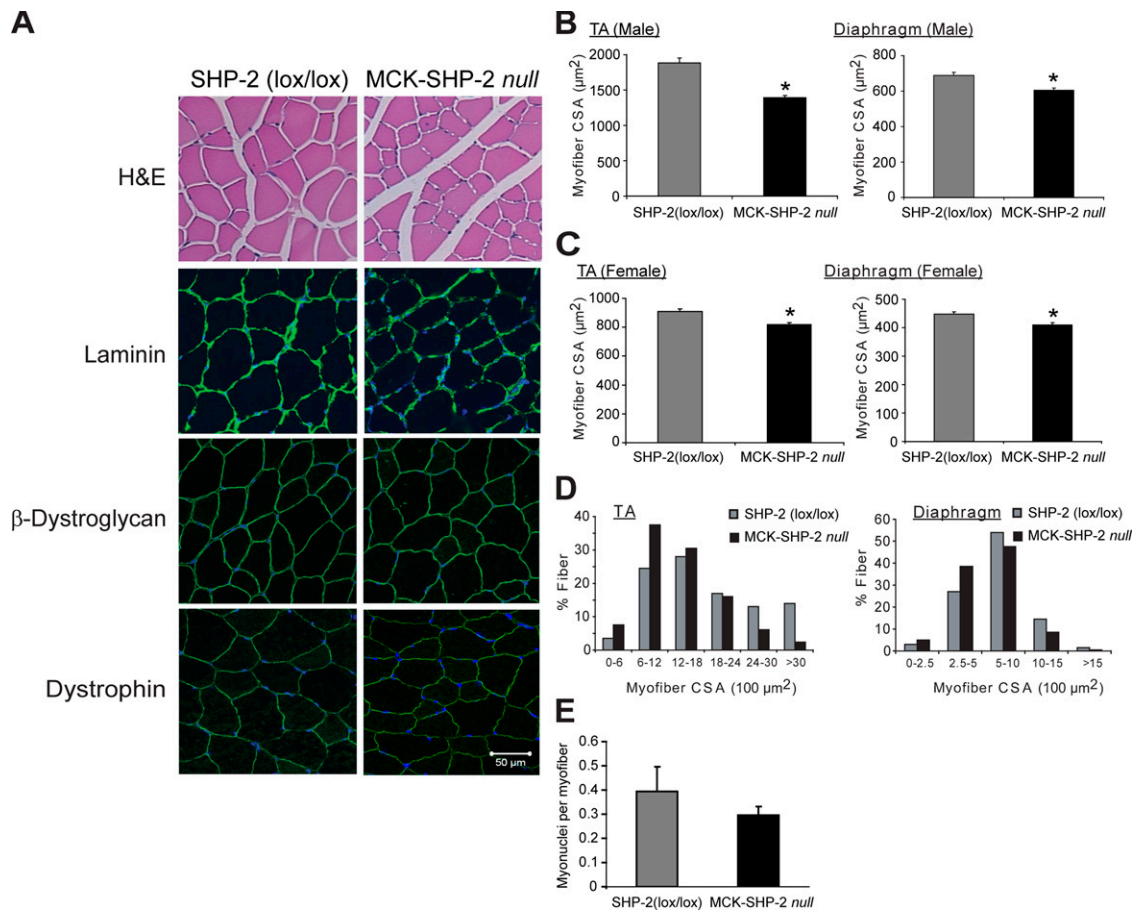 A
SHP-2 (lox/lox) MCK-SHP-2 null
H&E
Laminin
β-Dystroglycan
Dystrophin
50 µm
B
TA (Male)
Myofiber CSA (µm2)
2000
1500
1000
500
0
*
SHP-2(lox/lox) MCK-SHP-2 null
Diaphragm (Male)
Myofiber CSA (µm2)
800
600
400
200
0
*
SHP-2(lox/lox) MCK-SHP-2 null
C
TA (Female)
Myofiber CSA (µm2)
1000
800
600
400
200
0
*
SHP-2(lox/lox) MCK-SHP-2 null
Diaphragm (Female)
Myofiber CSA (µm2)
500
400
300
200
100
0
*
SHP-2(lox/lox) MCK-SHP-2 null
D
TA
SHP-2 (lox/lox)
MCK-SHP-2 null
% Fiber
40
30
20
10
0
0-6 6-12 12-18 18-24 24-30 >30
Myofiber CSA (100 µm2)
Diaphragm
SHP-2 (lox/lox)
MCK-SHP-2 null
% Fiber
60
50
40
30
20
10
0
0-2.5 2.5-5 5-10 10-15 >15
Myofiber CSA (100 µm2)
E
Myonuclei per myofiber
0.6
0.5
0.4
0.3
0.2
0.1
0
SHP-2(lox/lox) MCK-SHP-2 null